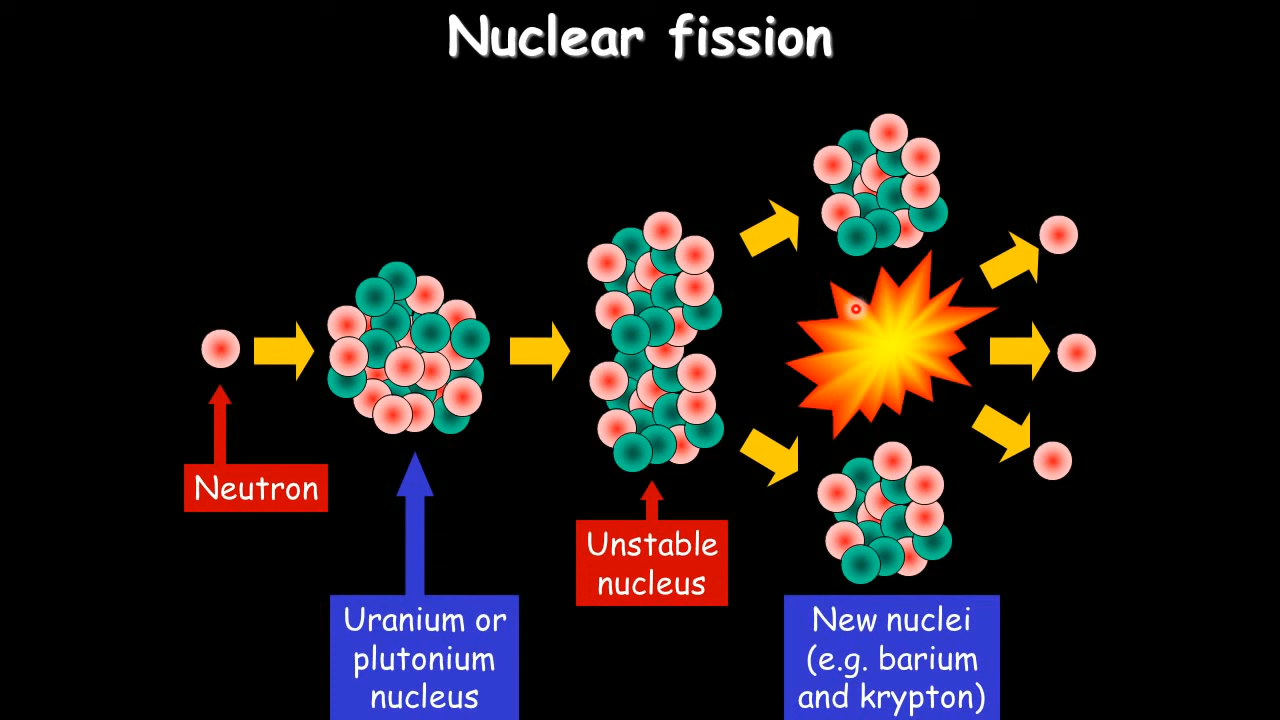 Nuclear fission
Neutron
Unstable
nucleus
Uranium or
plutonium
nucleus
New nuclei
(e.g. barium
and krypton)